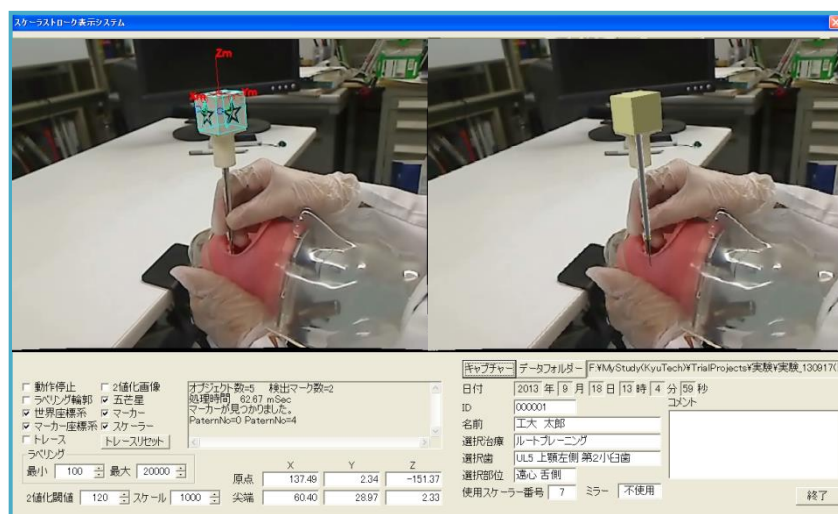 スケーラストローク表示システム
Zm
Xm
Ym
動作停止
2値化画像
ラベリング輪郭
五芒星
世界座標系
マーカー
マーカー座標系
スケーラー
トレース
トレースリセット
オブジェクト数=5 検出マーク数=2
処理時間 62.67 mSec
マーカーが見つかりました。
PaternNo=0 PaternNo=4
ラベリング
最小 100 最大 20000
2値化閾値 120 スケール 1000
X Y Z
原点 137.49 2.34 -151.37
尖端 60.40 28.97 2.33
キャプチャー データフォルダー F:¥MyStudy(KyuTech)¥TrialProjects¥実験¥実験_130917(
日付 2013 年 9 月 18 日 13 時 4 分 59 秒
ID 000001
コメント
名前 工大 太郎
選択治療 ルートプレーニング
選択歯 UL5 上顎左側 第2小臼歯
選択部位 遠心 舌側
使用スケーラー番号 7 ミラー 不使用
終了